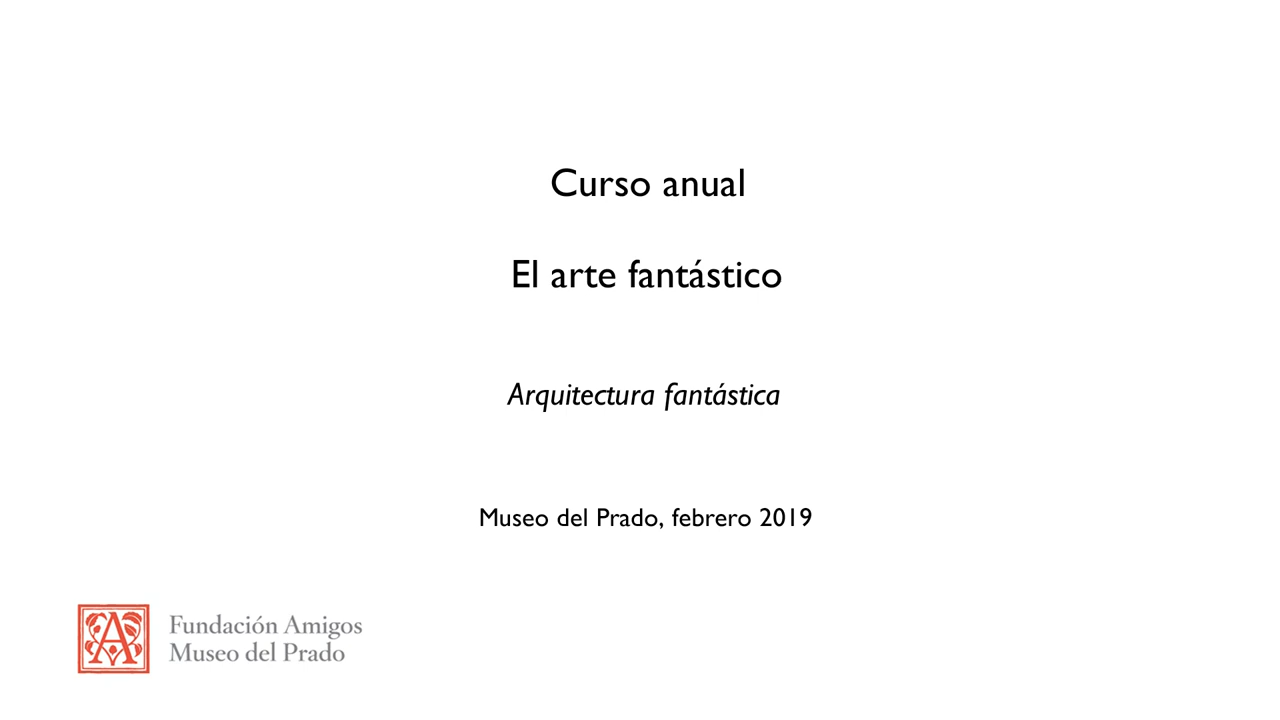 Curso anual
El arte fantástico
Arquitectura fantástica
Museo del Prado, febrero 2019
A
Fundación Amigos
Museo del Prado